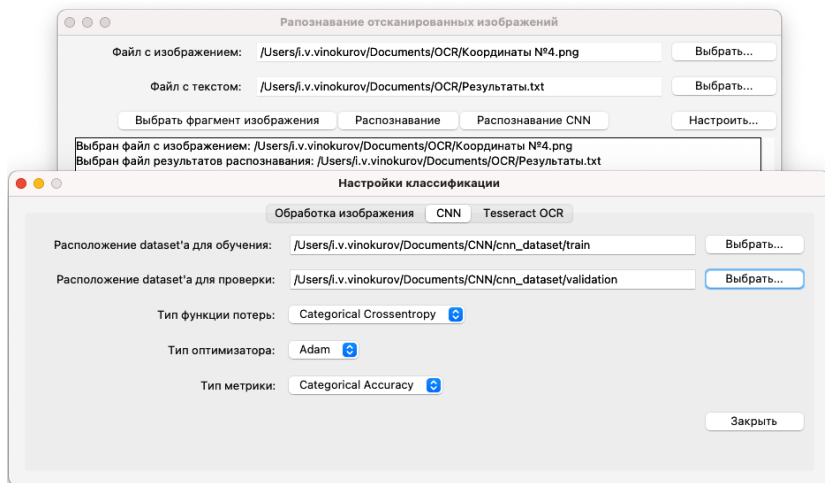 Рапознавание отсканированных изображений
Файл с изображением: /Users/i.v.vinokurov/Documents/OCR/Координаты №4.png Выбрать...
Файл с текстом: /Users/i.v.vinokurov/Documents/OCR/Результаты.txt Выбрать...
Выбрать фрагмент изображения Распознавание Распознавание CNN Настроить...
Выбран файл с изображением: /Users/i.v.vinokurov/Documents/OCR/Координаты №4.png
Выбран файл результатов распознавания: /Users/i.v.vinokurov/Documents/OCR/Результаты.txt
Настройки классификации
Обработка изображения CNN Tesseract OCR
Расположение dataset'а для обучения: /Users/i.v.vinokurov/Documents/CNN/cnn_dataset/train Выбрать...
Расположение dataset'а для проверки: /Users/i.v.vinokurov/Documents/CNN/cnn_dataset/validation Выбрать...
Тип функции потерь: Categorical Crossentropy
Тип оптимизатора: Adam
Тип метрики: Categorical Accuracy
Закрыть